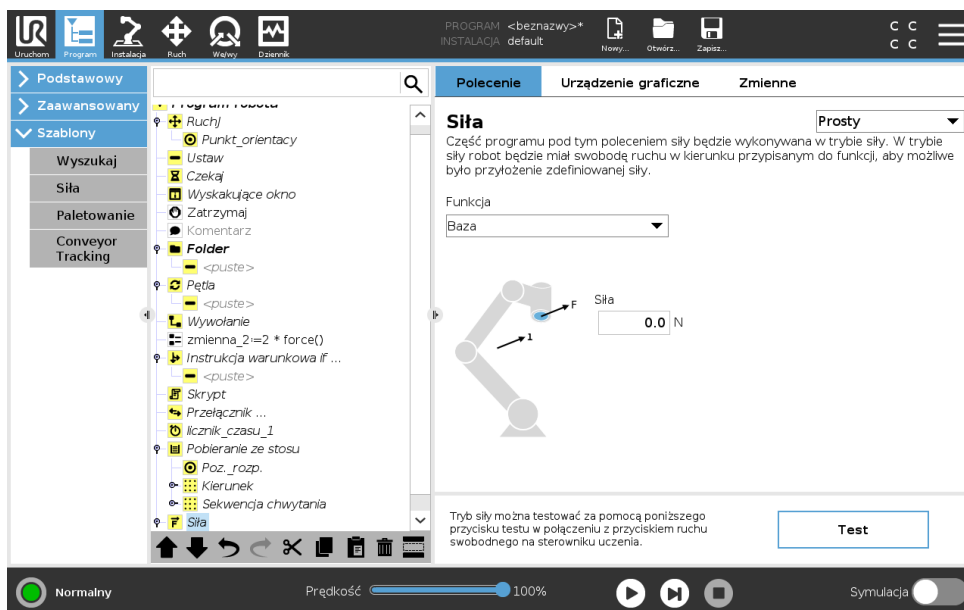 UR
PROGRAM <beznazwy>*
INSTALACJA default
C C
C C
Uruchom
Program
Instalacja
Ruch
We/wy
Dziennik
Nowy...
Otwórz...
Zapisz...
Podstawowy
Zaawansowany
Szablony
Wyszukaj
Siła
Paletowanie
Conveyor
Tracking
Program robota
RuchJ
Punkt_orientacy
Ustaw
Czekaj
Wyskakujące okno
Zatrzymaj
Komentarz
Folder
<puste>
Pętla
<puste>
Wywołanie
zmienna_2≔2 * force()
Instrukcja warunkowa If ...
<puste>
Skrypt
Przełącznik ...
licznik_czasu_1
Pobieranie ze stosu
Poz._rozp.
Kierunek
Sekwencja chwytania
Siła
Polecenie
Urządzenie graficzne
Zmienne
Siła
Prosty
Część programu pod tym poleceniem siły będzie wykonywana w trybie siły. W trybie
siły robot będzie miał swobodę ruchu w kierunku przypisanym do funkcji, aby możliwe
było przyłożenie zdefiniowanej siły.
Funkcja
Baza
F
1
Siła
0.0 N
Tryb siły można testować za pomocą poniższego
przycisku testu w połączeniu z przyciskiem ruchu
swobodnego na sterowniku uczenia.
Test
Normalny
Prędkość
100%
Symulacja